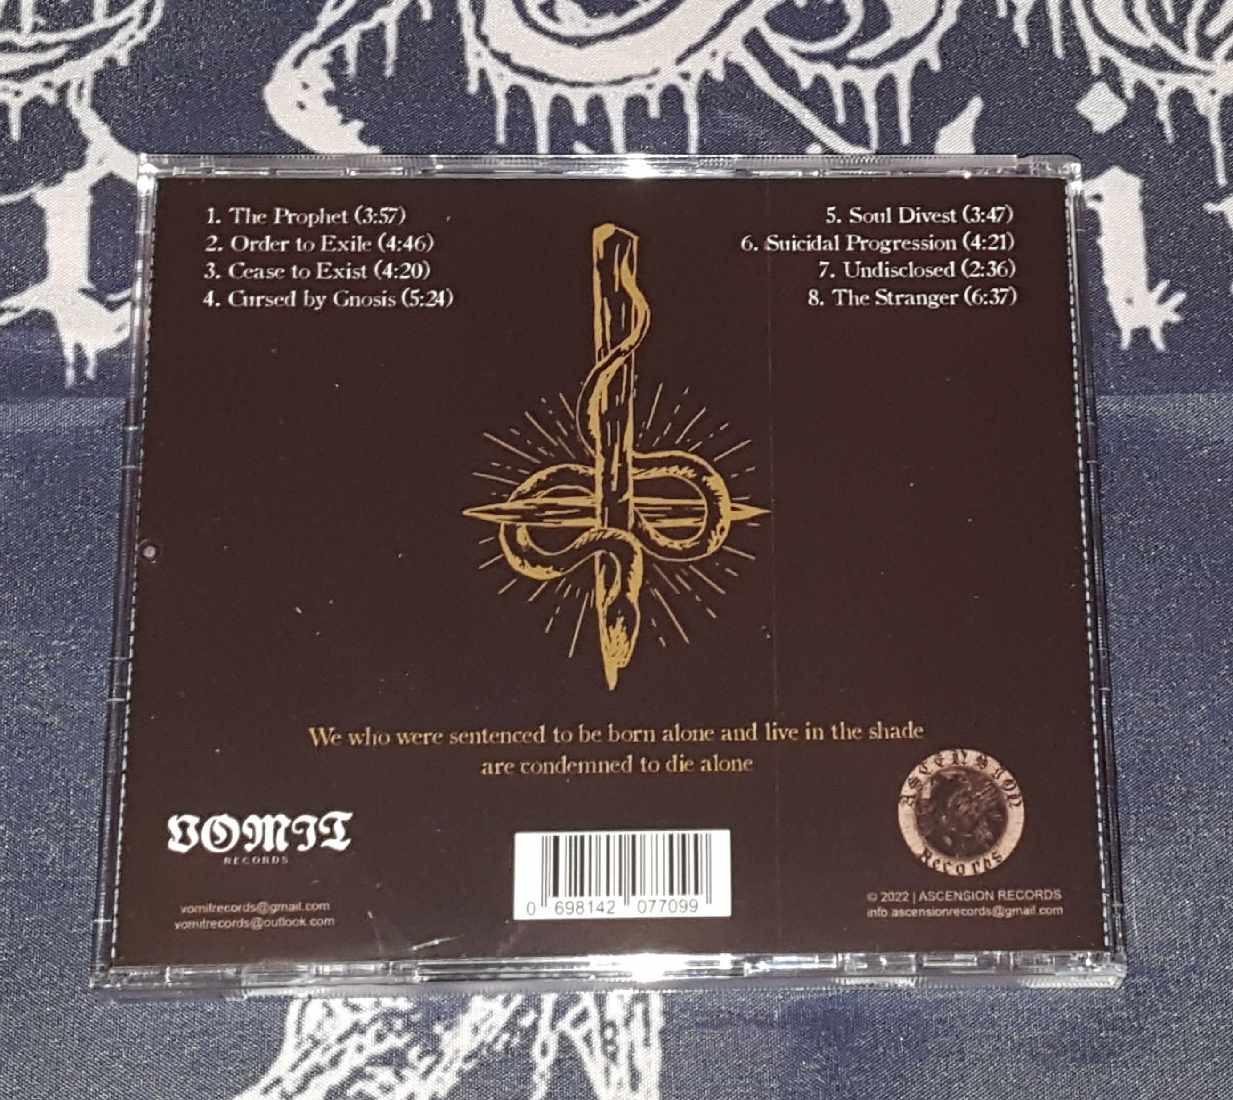 1. The Prophet (3:57)
2. Order to Exile (4:46)
3. Cease to Exist (4:20)
4. Cursed by Gnosis (5:24)
5. Soul Divest (3:47)
6. Suicidal Progression (4:21)
7. Undisclosed (2:36)
8. The Stranger (6:37)
We who were sentenced to be born alone and live in the shade
are condemned to die alone
VOMIT
RECORDS
vomitrecords@gmail.com
vomitrecords@outlook.com
0 698142 077099
ASCENSION
Records
© 2022 | ASCENSION RECORDS
info.ascensionrecords@gmail.com